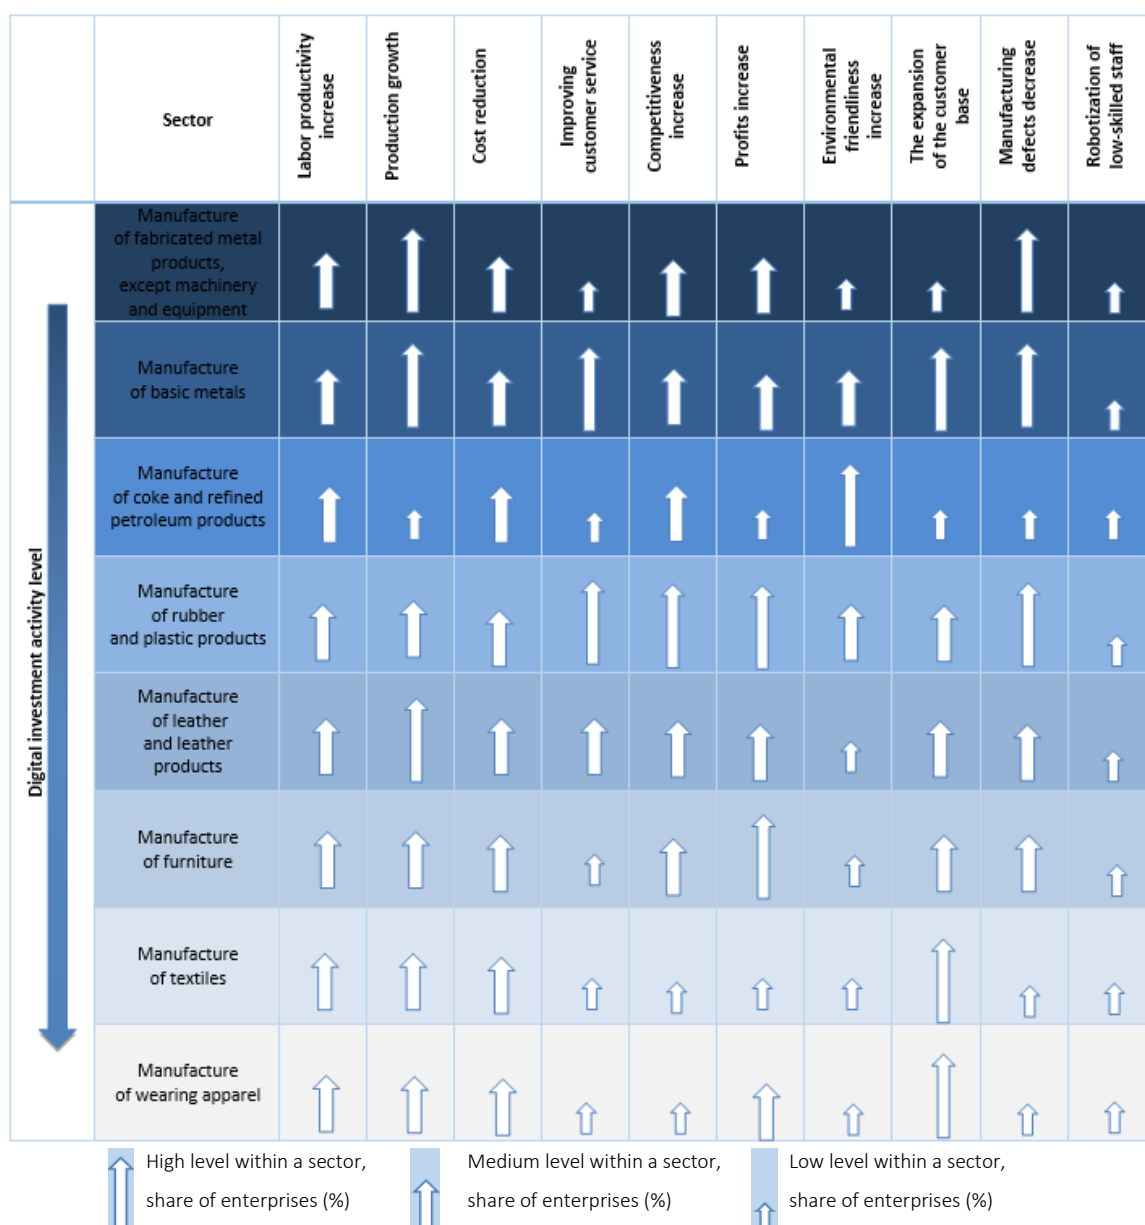 Sector
Labor productivity
increase
Production growth
Cost reduction
Improving
customer service
Competitiveness
increase
Profits increase
Environmental
friendliness
increase
The expansion
of the customer
base
Manufacturing
defects decrease
Robotization of
low-skilled staff
Digital investment activity level
Manufacture
of fabricated metal
products,
except machinery
and equipment
Manufacture
of basic metals
Manufacture
of coke and refined
petroleum products
Manufacture
of rubber
and plastic products
Manufacture
of leather
and leather
products
Manufacture
of furniture
Manufacture
of textiles
Manufacture
of wearing apparel
High level within a sector,
share of enterprises (%)
Medium level within a sector,
share of enterprises (%)
Low level within a sector,
share of enterprises (%)